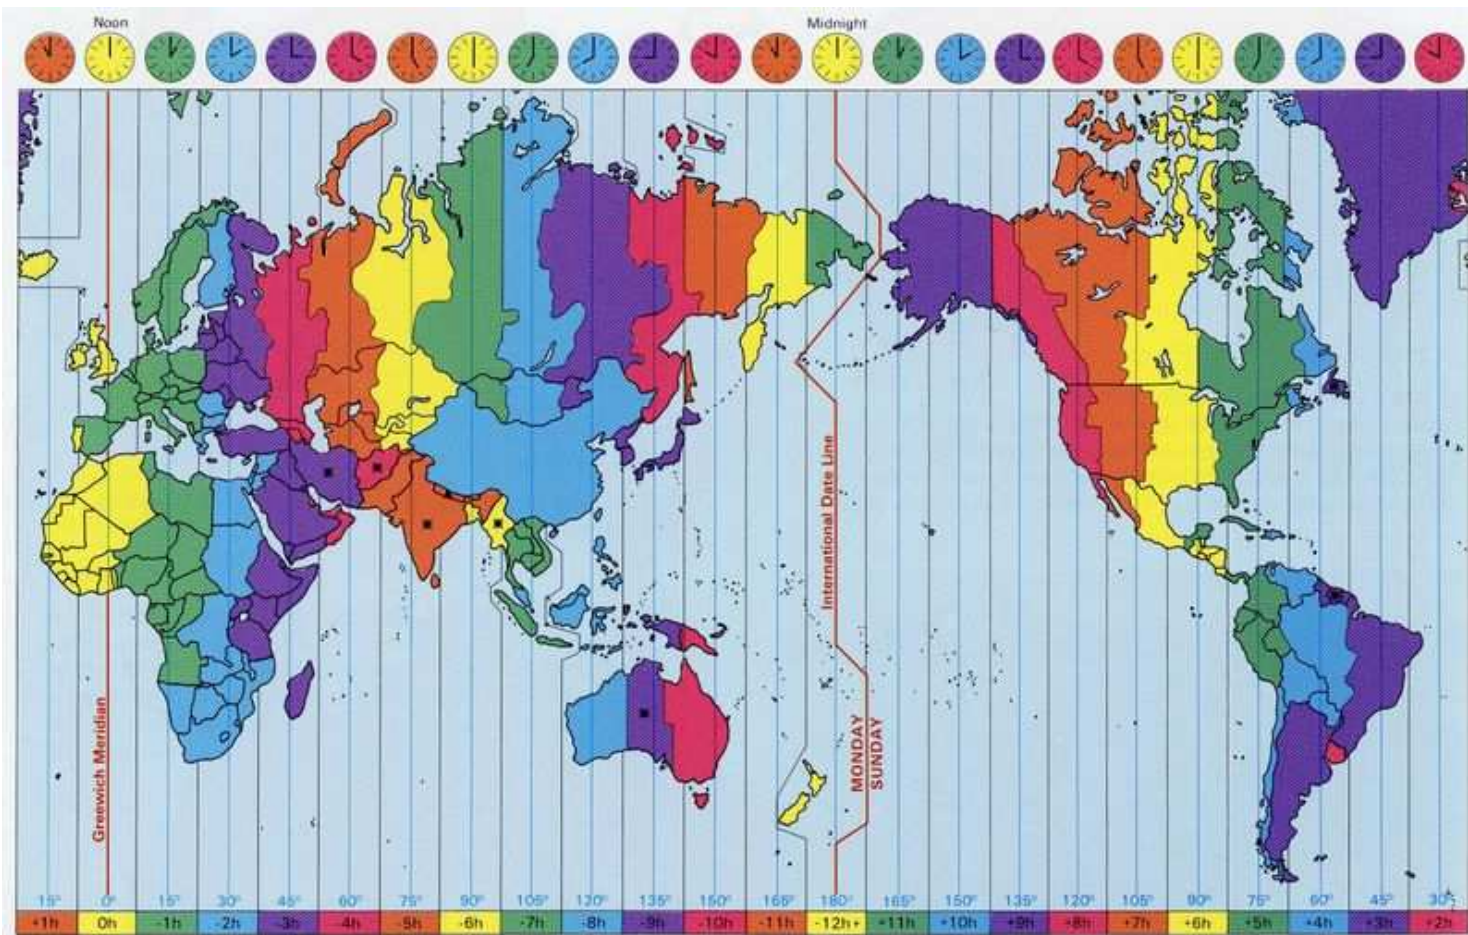 Noon
Midnight
International Date Line
Greewich Meridian
MONDAY
SUNDAY
15° 0° 15° 30° 45° 60° 75° 90° 105° 120° 135° 150° 165° 180° 165° 150° 135° 120° 105° 90° 75° 60° 45° 30°
+1h 0h -1h -2h -3h -4h -5h -6h -7h -8h -9h -10h -11h -12h+ +11h +10h +9h +8h +7h +6h +5h +4h +3h +2h